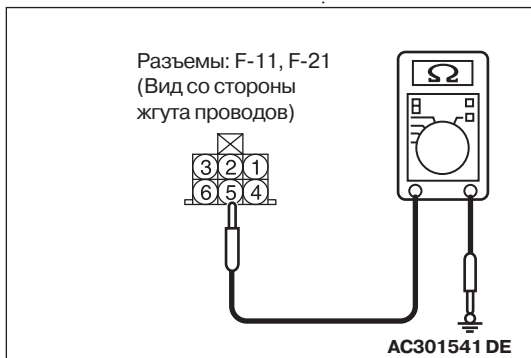 Разъемы: F-11, F-21
(Вид со стороны
жгута проводов)
Ω
3 2 1
6 5 4
AC301541 DE